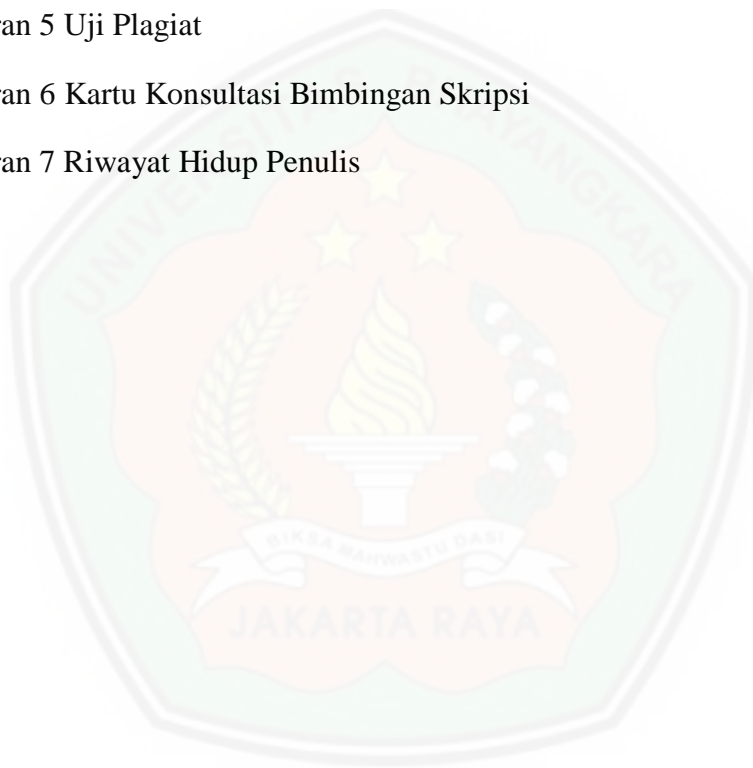 ran 5 Uji Plagiat
ran 6 Kartu Konsultasi Bimbingan Skripsi
ran 7 Riwayat Hidup Penulis
UNIVERSITAS BHAYANGKARA
BIKSA MAHWASTU DASI
JAKARTA RAYA